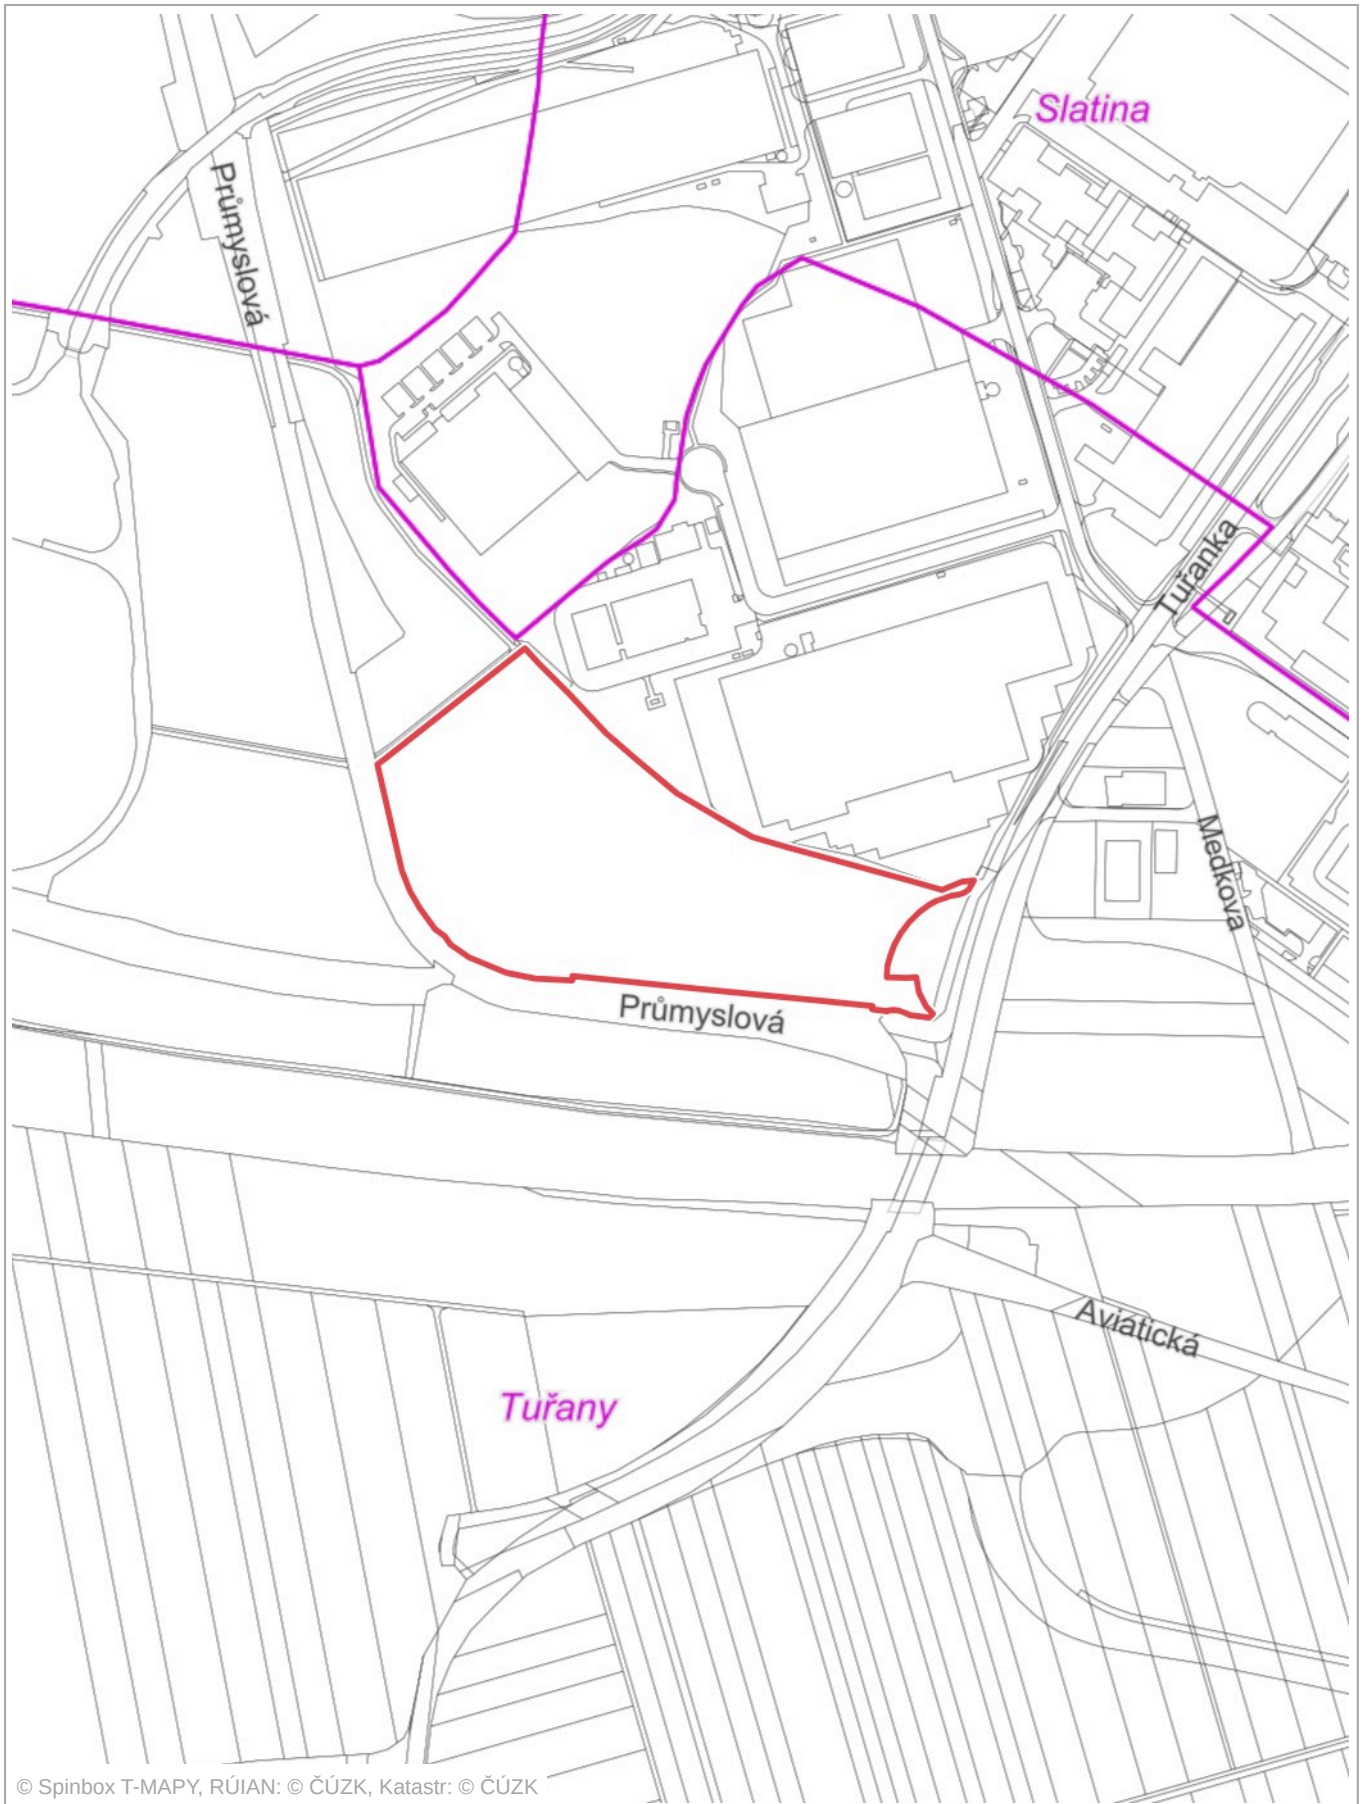 Slatina
Průmyslová
Tuřanka
Medkova
Průmyslová
Aviatická
Tuřany
© Spinbox T-MAPY, RÚIAN: © ČÚZK, Katastr: © ČÚZK